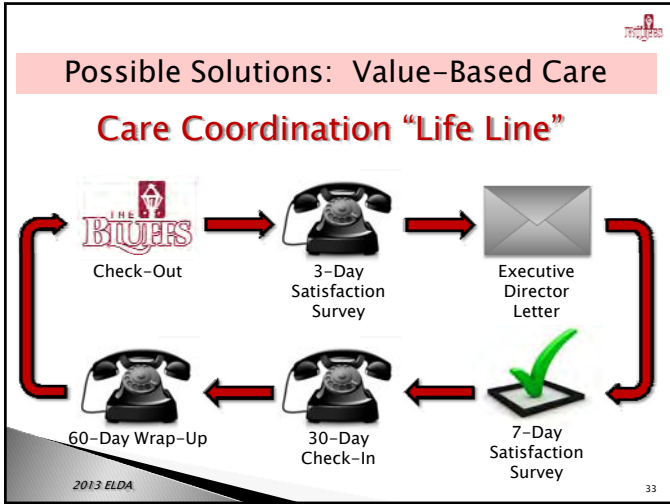 Bluffs
Possible Solutions: Value-Based Care
Care Coordination “Life Line”
THE
BLUFFS
Check-Out
3-Day
Satisfaction
Survey
Executive
Director
Letter
60-Day Wrap-Up
30-Day
Check-In
7-Day
Satisfaction
Survey
2013 ELDA
33